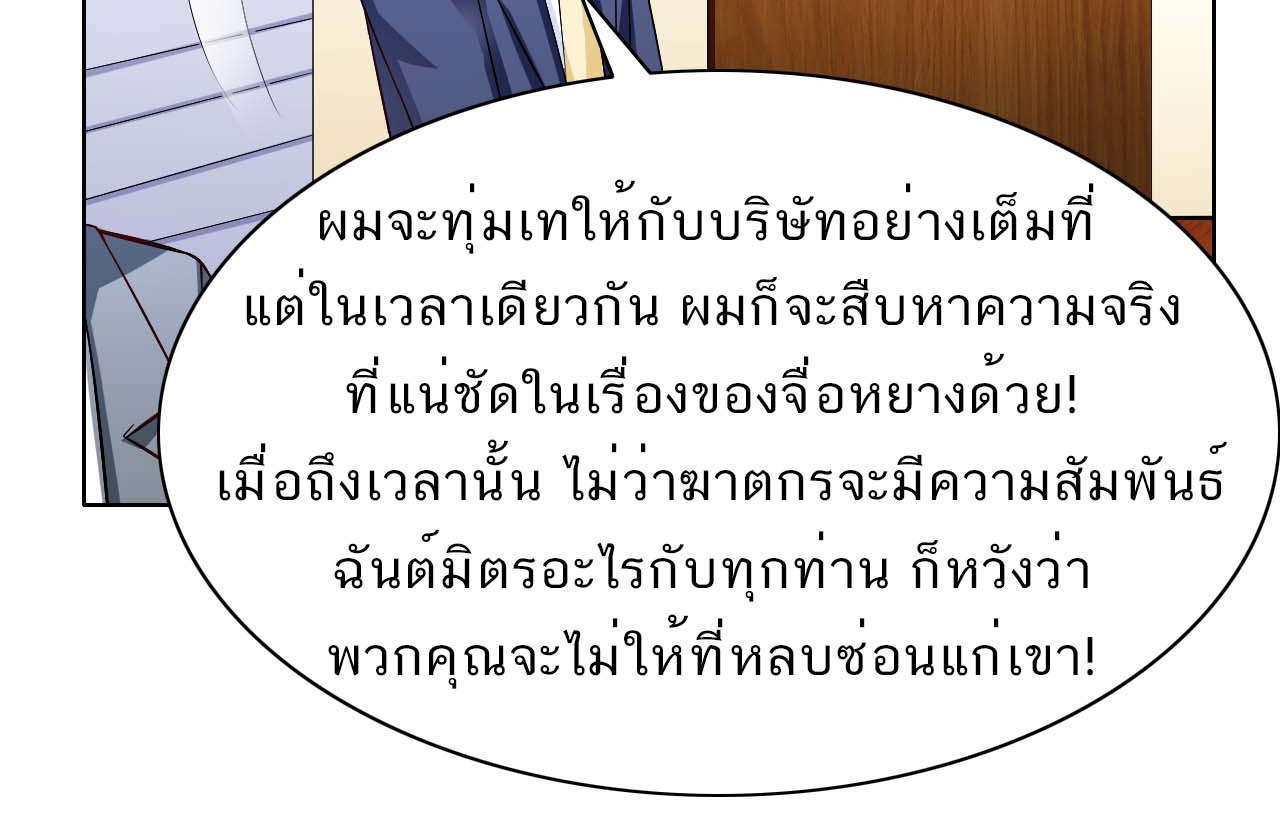 ผมจะทุ่มเทให้กับบริษัทอย่างเต็มที่
แต่ในเวลาเดียวกัน ผมก็จะสืบหาความจริง
ที่แน่ชัดในเรื่องของจื่อหยางด้วย!
เมื่อถึงเวลานั้น ไม่ว่าฆาตกรจะมีความสัมพันธ์
ฉันต์มิตรอะไรกับทุกท่าน ก็หวังว่า
พวกคุณจะไม่ให้ที่หลบซ่อนแก่เขา!